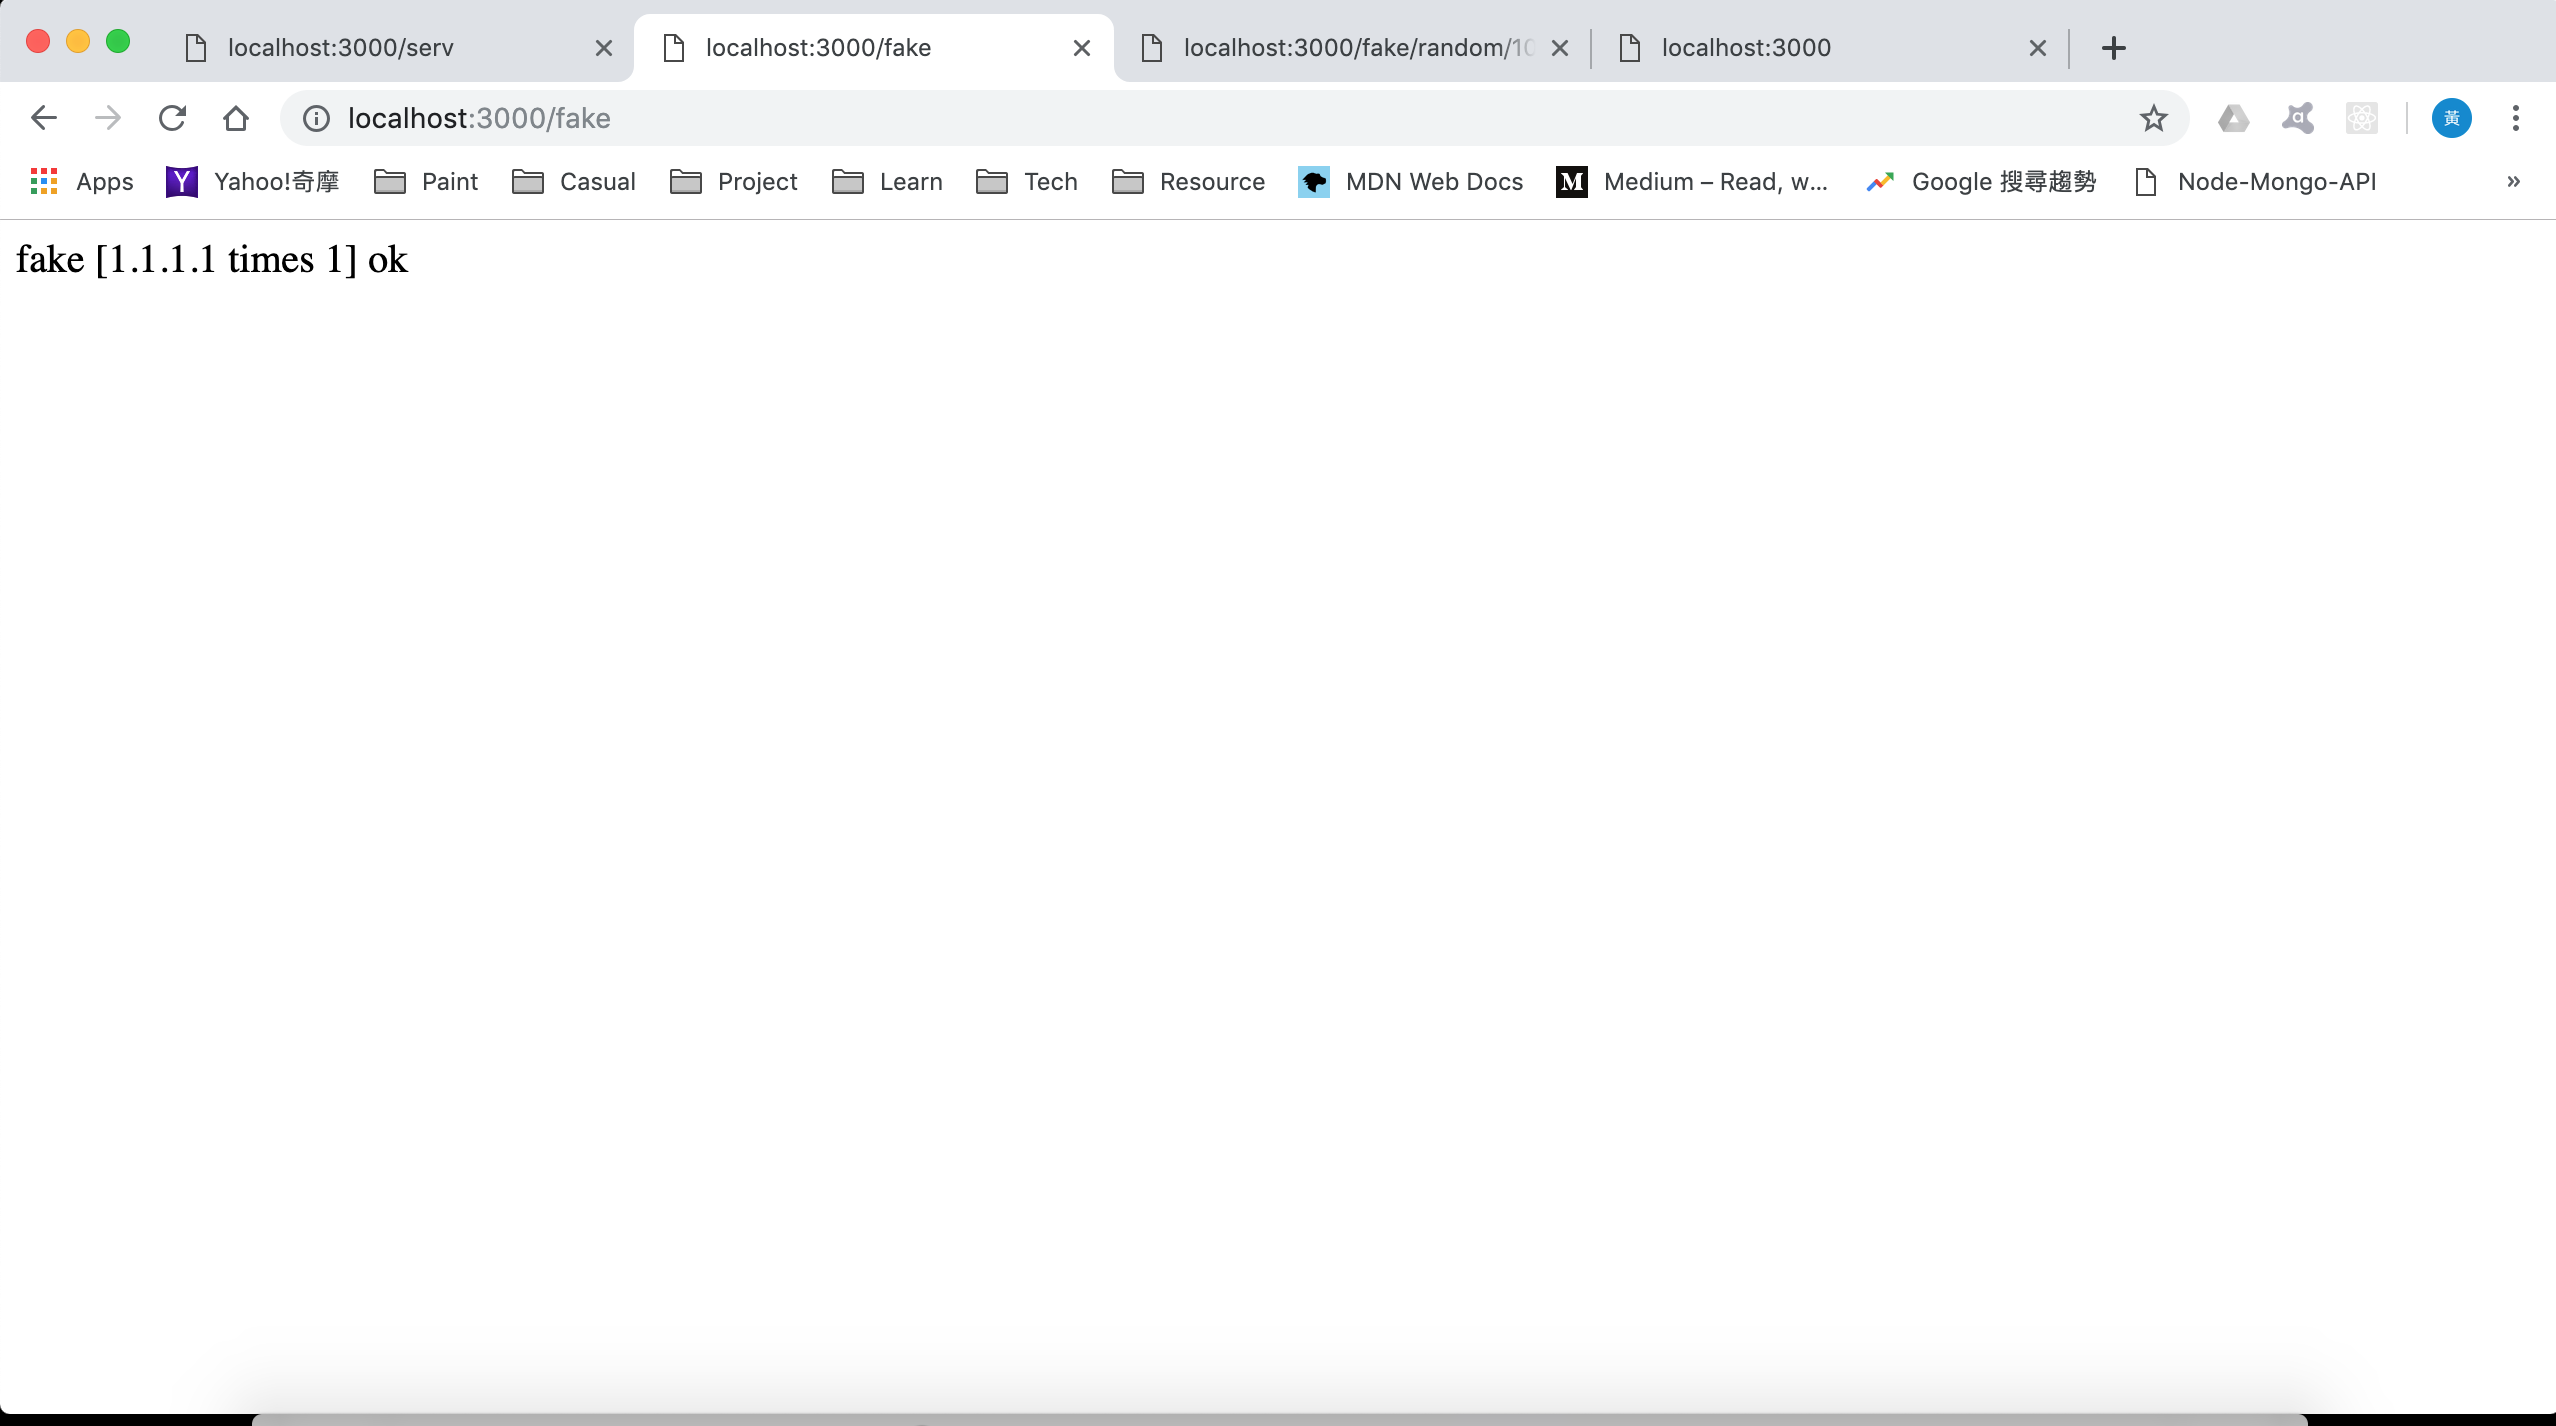 localhost:3000/serv localhost:3000/fake localhost:3000/fake/random/10 localhost:3000
localhost:3000/fake 黃
Apps Yahoo!奇摩 Paint Casual Project Learn Tech Resource MDN Web Docs Medium – Read, w... Google 搜尋趨勢 Node-Mongo-API »
fake [1.1.1.1 times 1] ok